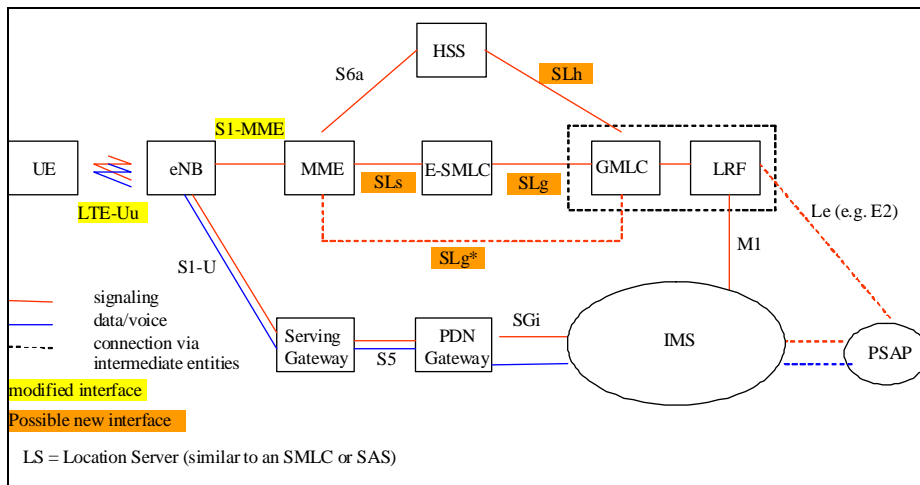 HSS
S6a
SLh
S1-MME
UE
eNB
MME
E-SMLC
GMLC
LRF
SLs
SLg
LTE-Uu
Le (e.g. E2)
SLg*
M1
S1-U
signaling
data/voice
connection via
intermediate entities
Serving
Gateway
S5
PDN
Gateway
SGi
IMS
PSAP
modified interface
Possible new interface
LS = Location Server (similar to an SMLC or SAS)